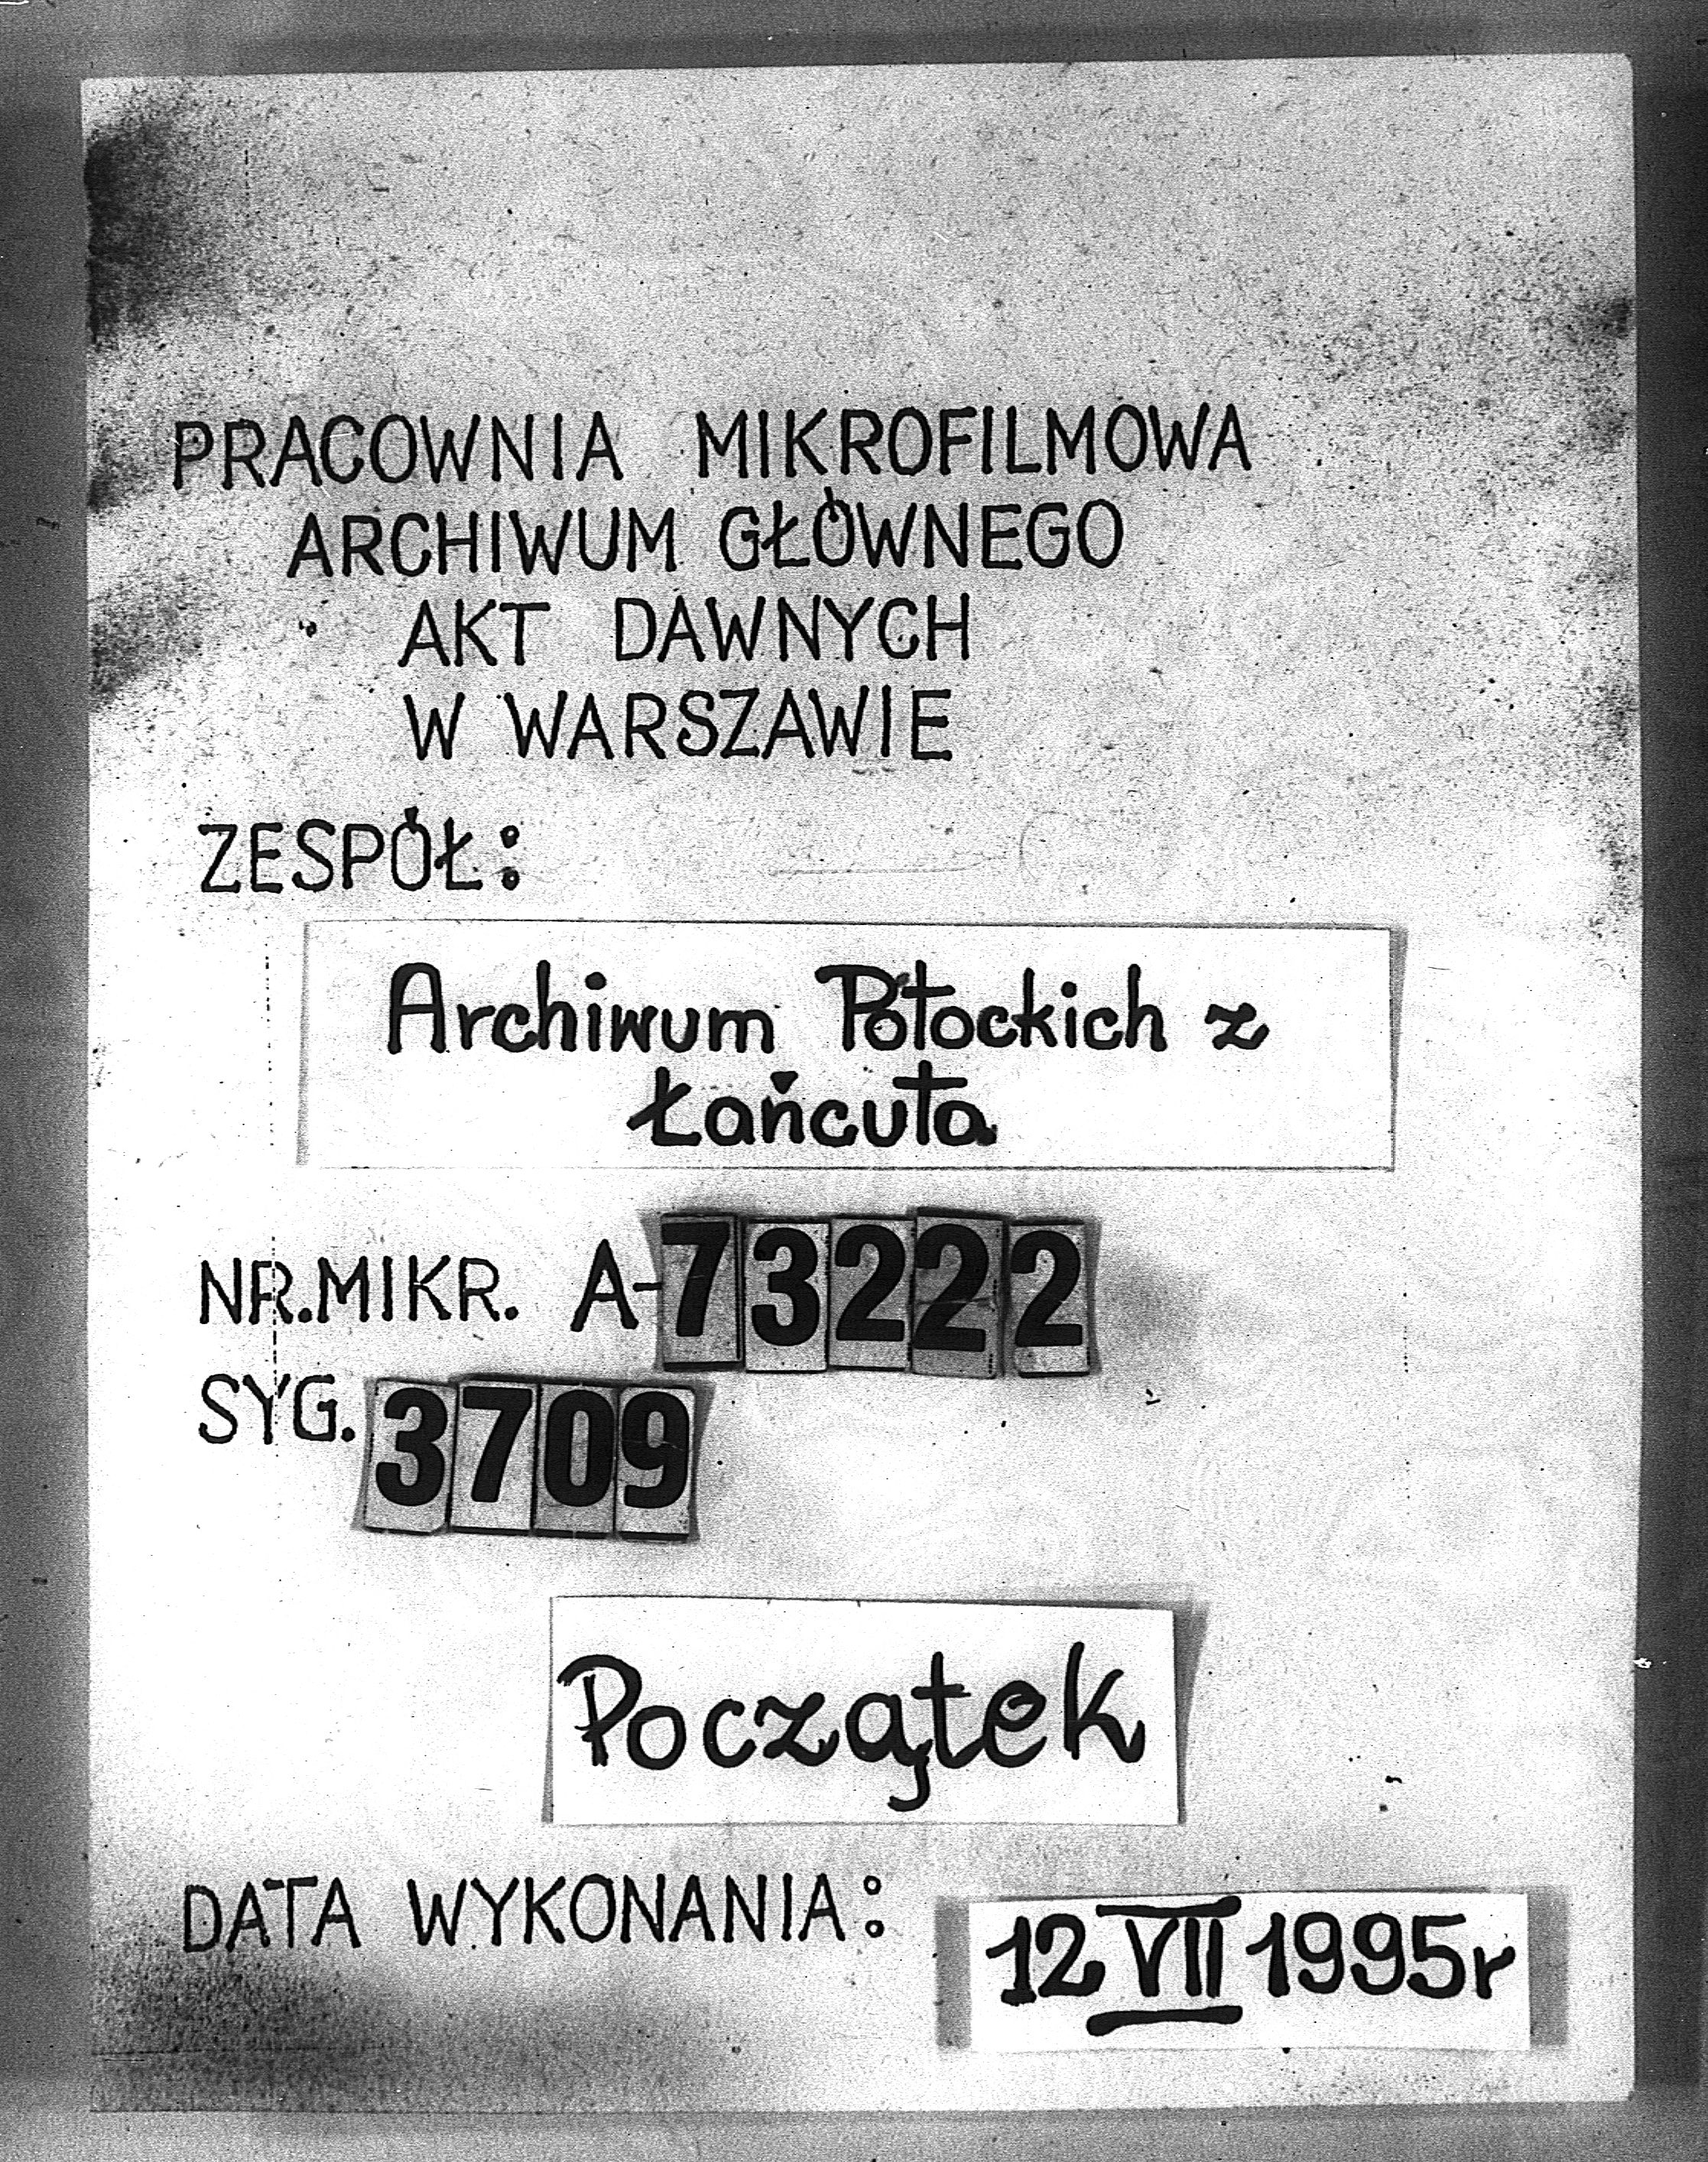 PRACOWNIA MIKROFILMOWA
ARCHIWUM GŁÓWNEGO
AKT DAWNYCH
W WARSZAWIE
ZESPÓŁ:
Archiwum Potockich z
Łańcuta
NR.MIKR. A-73222
SYG. 3709
Początek
DATA WYKONANIA: 12 VII 1995r